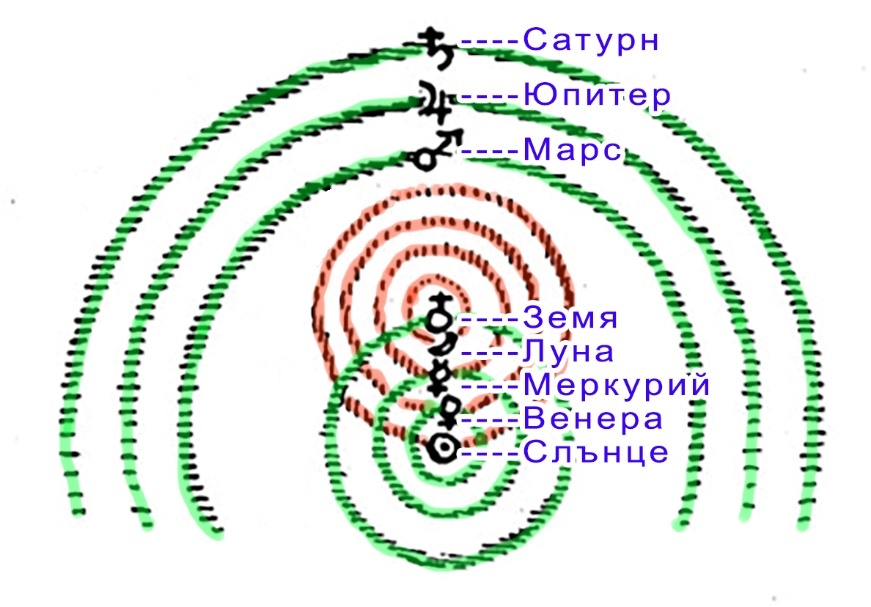 ----Сатурн
----Юпитер
----Марс
----Земя
----Луна
----Меркурий
----Венера
----Слънце